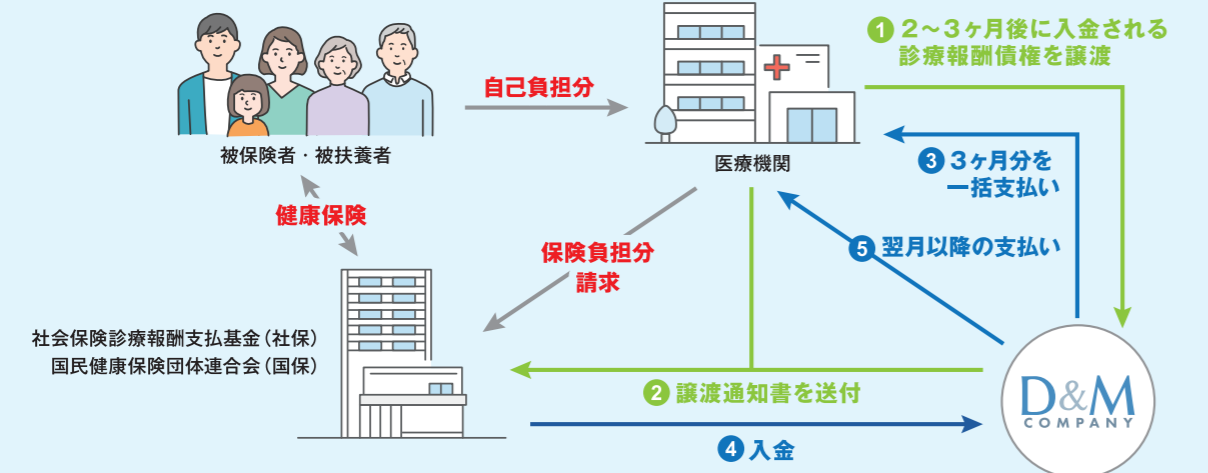 ❶ 2～3ヶ月後に入金される
診療報酬債権を譲渡
自己負担分
被保険者・被扶養者
医療機関
❸ 3ヶ月分を
一括支払い
健康保険
保険負担分
請求
❺ 翌月以降の支払い
社会保険診療報酬支払基金（社保）
国民健康保険団体連合会（国保）
❷ 譲渡通知書を送付
D&M
COMPANY
❹ 入金